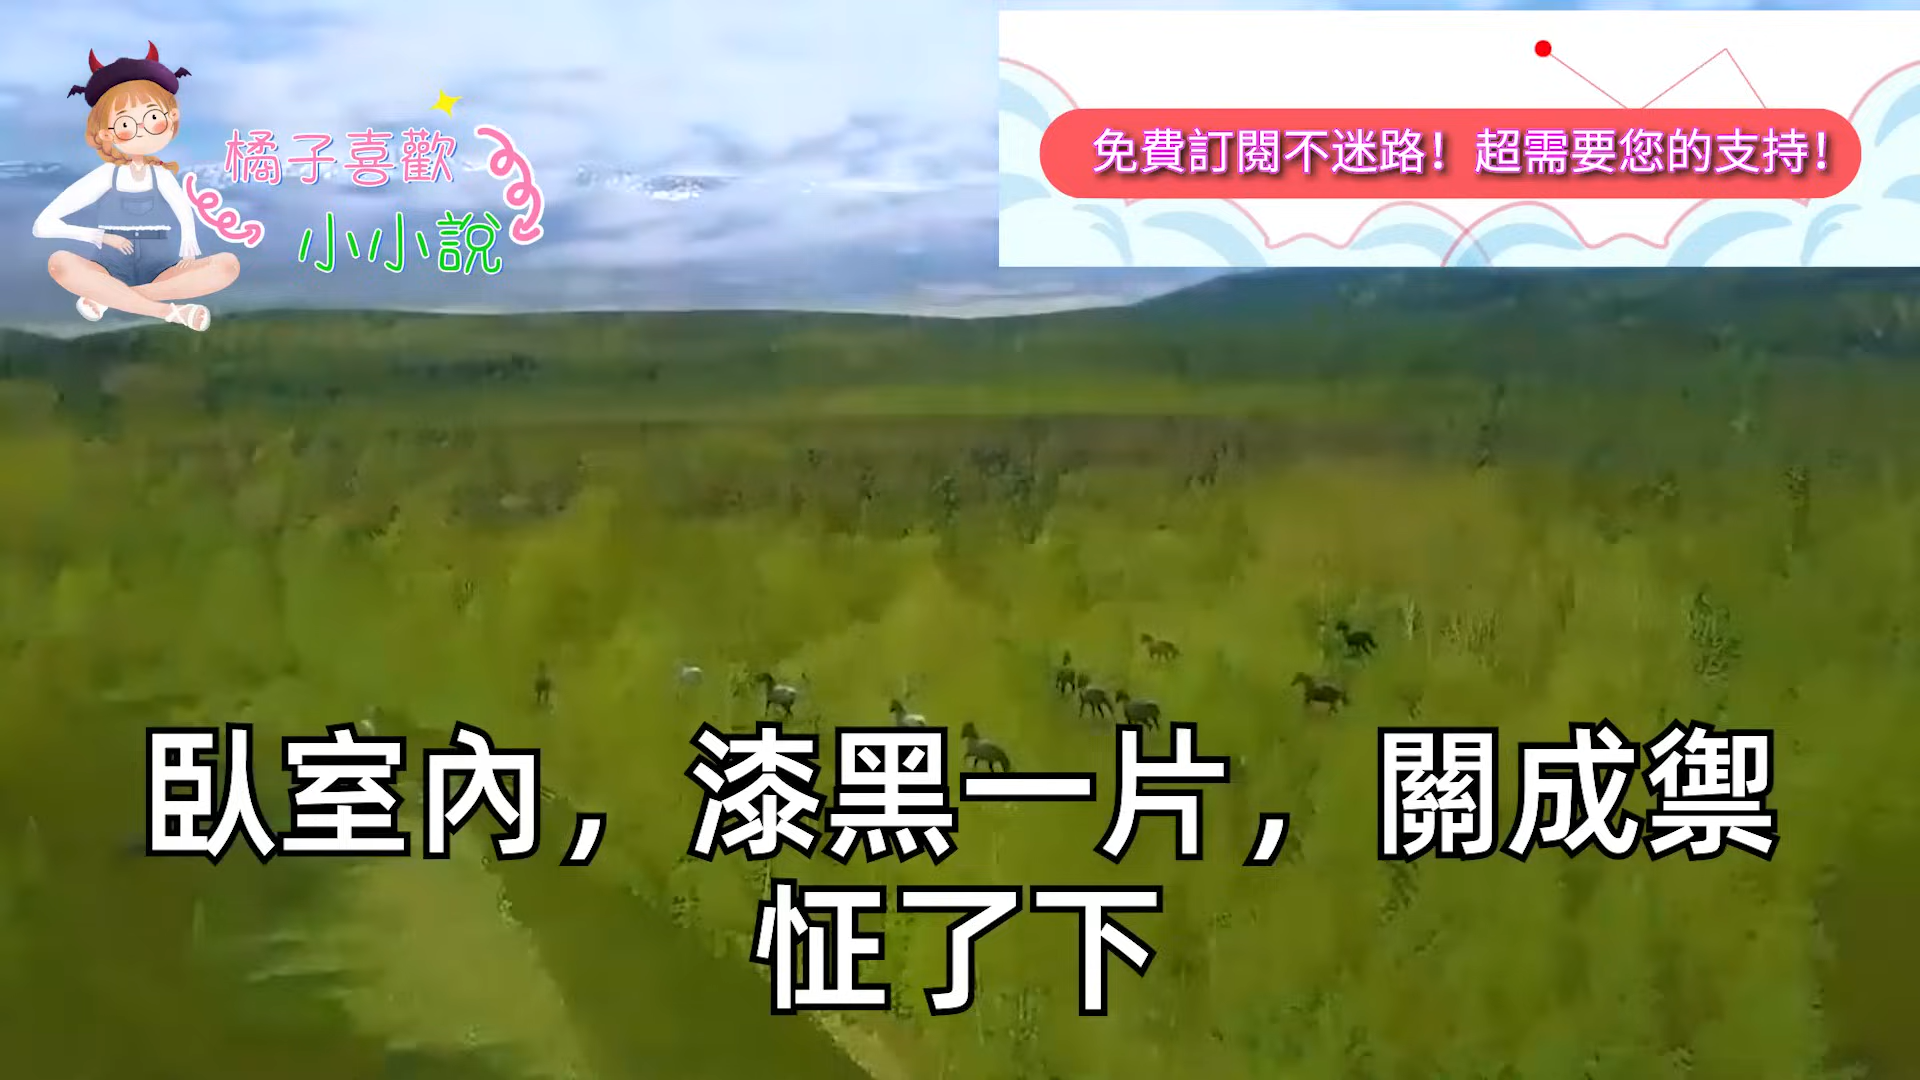 橘子喜歡
小小說
免費訂閱不迷路！超需要您的支持！
臥室內，漆黑一片，關成禦
怔了下